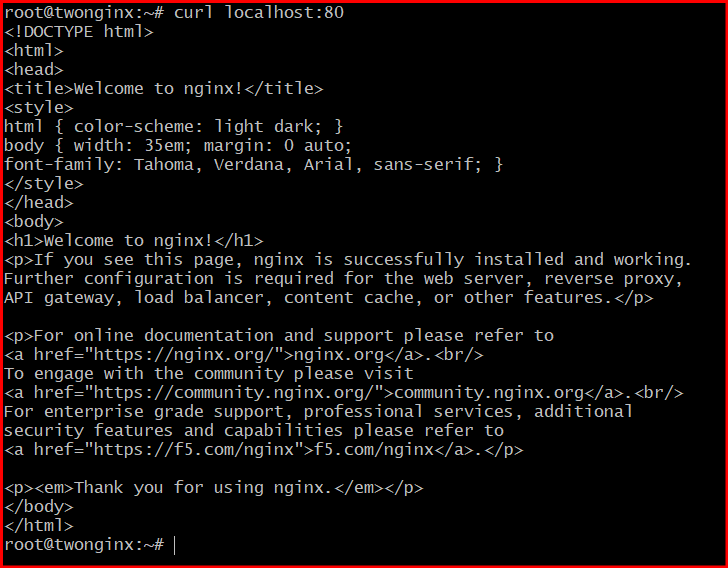 root@twonginx:~# curl localhost:80
<!DOCTYPE html>
<html>
<head>
<title>Welcome to nginx!</title>
<style>
html { color-scheme: light dark; }
body { width: 35em; margin: 0 auto;
font-family: Tahoma, Verdana, Arial, sans-serif; }
</style>
</head>
<body>
<h1>Welcome to nginx!</h1>
<p>If you see this page, nginx is successfully installed and working.
Further configuration is required for the web server, reverse proxy,
API gateway, load balancer, content cache, or other features.</p>

<p>For online documentation and support please refer to
<a href="https://nginx.org/">nginx.org</a>.<br/>
To engage with the community please visit
<a href="https://community.nginx.org/">community.nginx.org</a>.<br/>
For enterprise grade support, professional services, additional
security features and capabilities please refer to
<a href="https://f5.com/nginx">f5.com/nginx</a>.</p>

<p><em>Thank you for using nginx.</em></p>
</body>
</html>
root@twonginx:~#